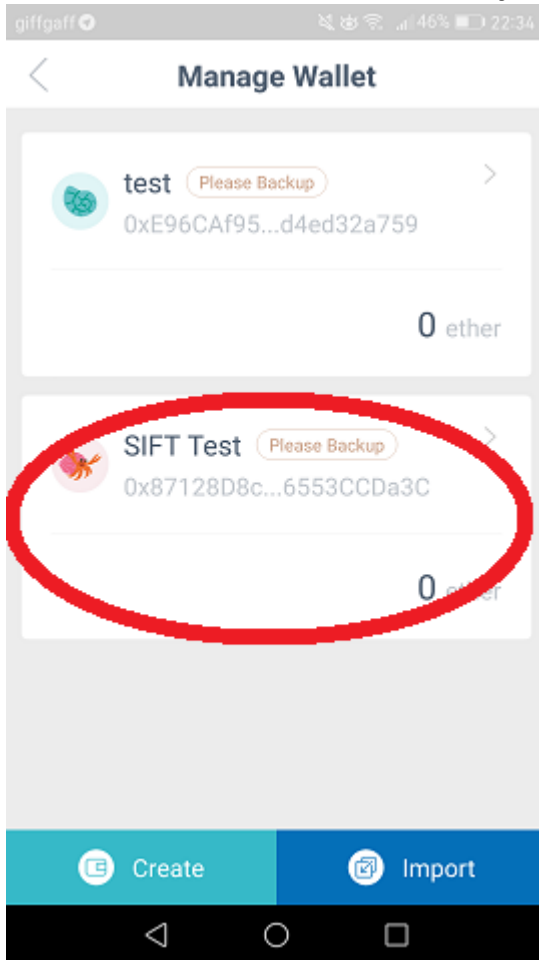 giffgaff 46% 22:34
Manage Wallet
test Please Backup
0xE96CAf95...d4ed32a759
0 ether
SIFT Test Please Backup
0x87128D8c...6553CCDa3C
0 ether
Create Import